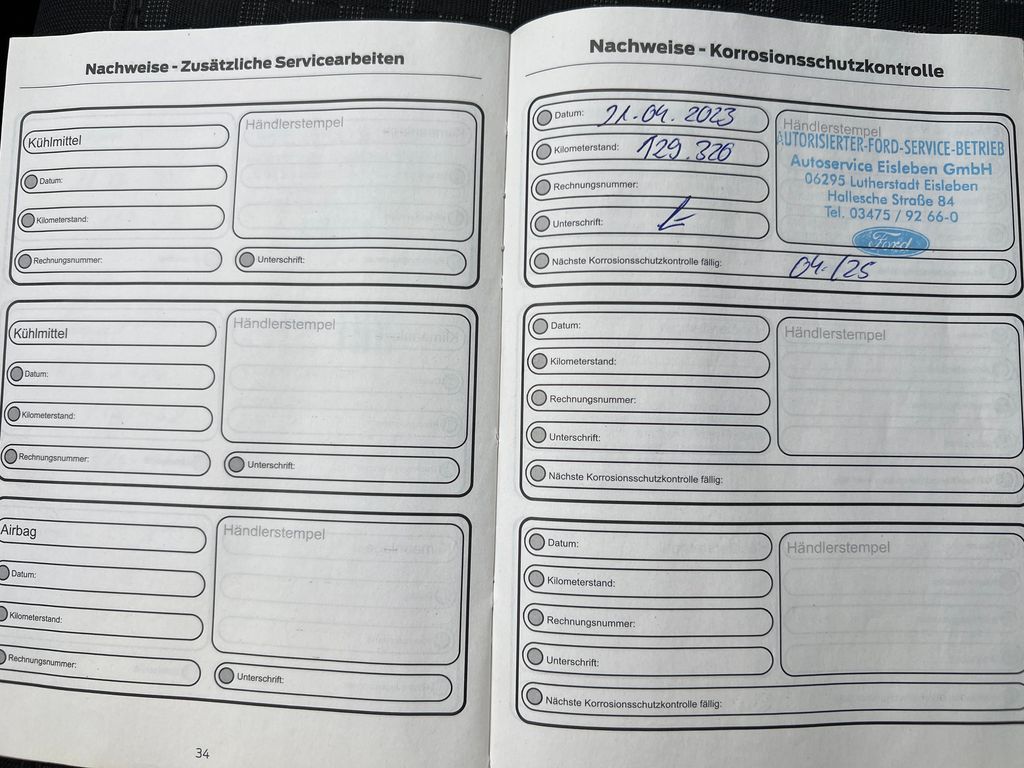 Nachweise - Zusätzliche Servicearbeiten
Kühlmittel
Händlerstempel
Datum:
Kilometerstand:
Rechnungsnummer:
Unterschrift:
Kühlmittel
Händlerstempel
Datum:
Kilometerstand:
Rechnungsnummer:
Unterschrift:
Airbag
Händlerstempel
Datum:
Kilometerstand:
Rechnungsnummer:
Unterschrift:
34
Nachweise - Korrosionsschutzkontrolle
Datum: 21.04.2023
Kilometerstand: 129.326
Rechnungsnummer:
Unterschrift:
Händlerstempel
AUTORISIERTER-FORD-SERVICE-BETRIEB
Autoservice Eisleben GmbH
06295 Lutherstadt Eisleben
Hallesche Straße 84
Tel. 03475 / 92 66-0
Ford
Nächste Korrosionsschutzkontrolle fällig: 04./25
Datum:
Händlerstempel
Kilometerstand:
Rechnungsnummer:
Unterschrift:
Nächste Korrosionsschutzkontrolle fällig:
Datum:
Händlerstempel
Kilometerstand:
Rechnungsnummer:
Unterschrift:
Nächste Korrosionsschutzkontrolle fällig: